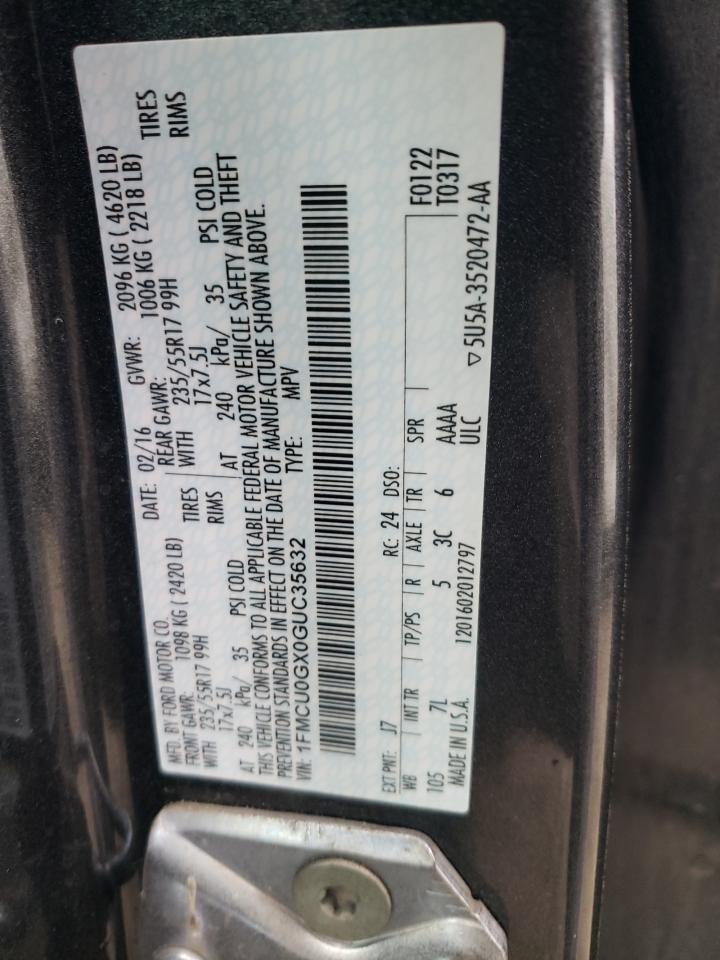 MFD. BY FORD MOTOR CO.
DATE: 02/16 GVWR: 2096 KG ( 4620 LB)
FRONT GAWR: 1098 KG ( 2420 LB)
REAR GAWR: 1006 KG ( 2218 LB)
WITH 235/55R17 99H TIRES
WITH 235/55R17 99H TIRES
17x7.5J RIMS
17x7.5J RIMS
AT 240 kPa/ 35 PSI COLD
AT 240 kPa/ 35 PSI COLD
THIS VEHICLE CONFORMS TO ALL APPLICABLE FEDERAL MOTOR VEHICLE SAFETY AND THEFT
PREVENTION STANDARDS IN EFFECT ON THE DATE OF MANUFACTURE SHOWN ABOVE.
VIN: 1FMCU0GX0GUC35632 TYPE: MPV
EXT PNT: J7 RC: 24 DSO: F0122
WB INT TR TP/PS R AXLE TR SPR T0317
105 7L 5 3C 6 AAAA
ULC
MADE IN U.S.A. 1201602012797 ▽5U5A-3520472-AA